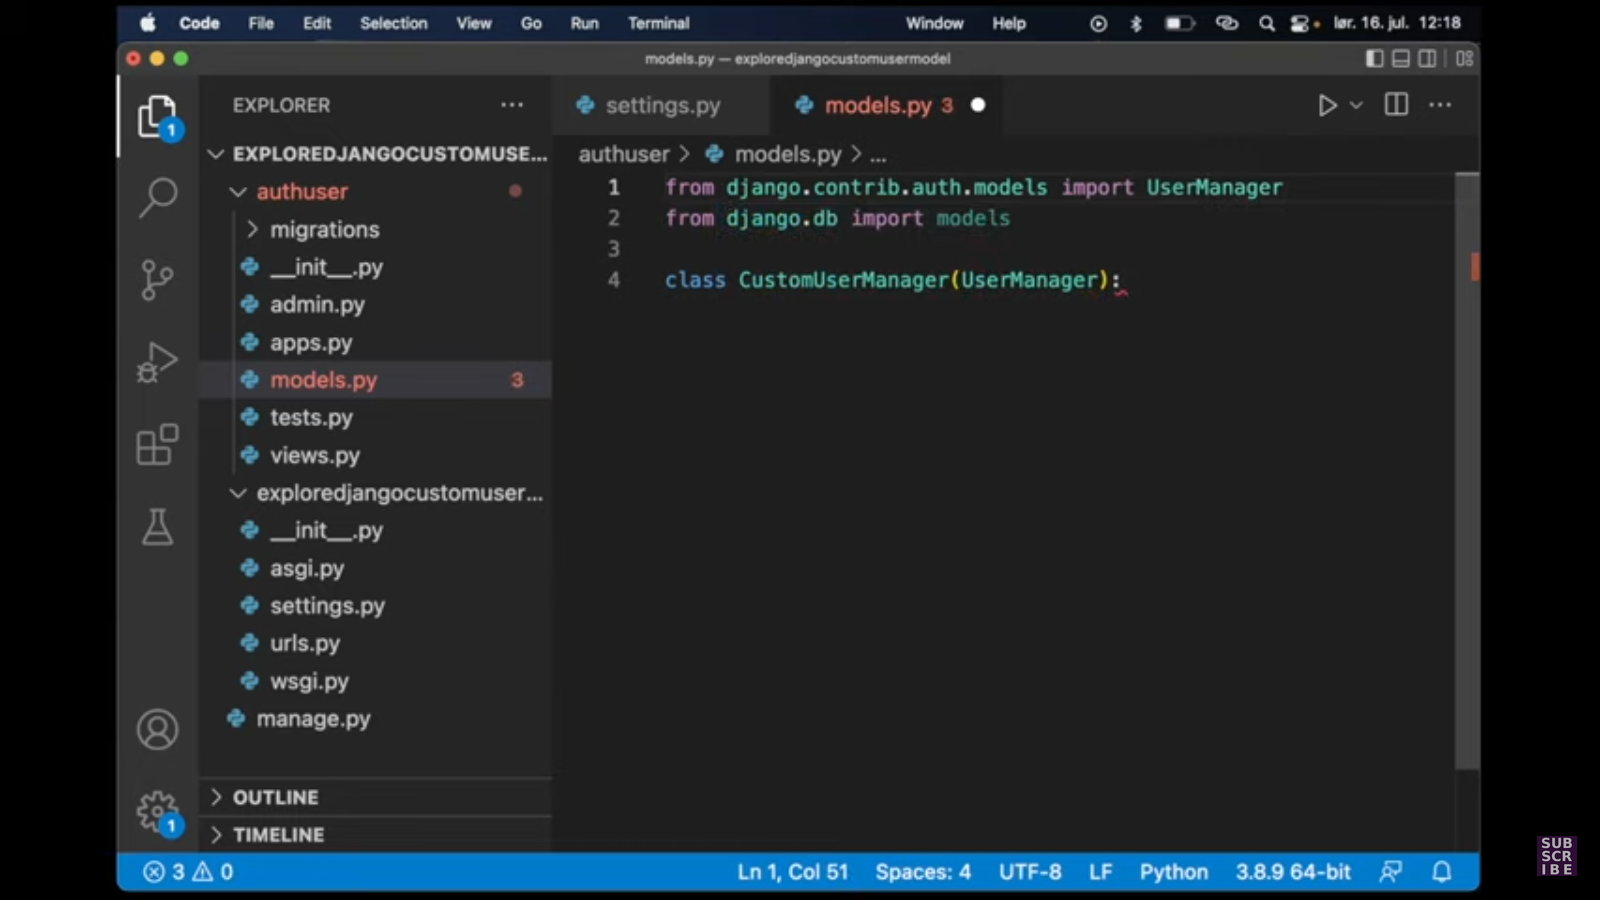 Code File Edit Selection View Go Run Terminal Window Help lør. 16. jul. 12:18
models.py — exploredjangocustomusermodel
EXPLORER
settings.py
models.py 3
EXPLOREDJANGOCUSTOMUSE...
authuser
migrations
__init__.py
admin.py
apps.py
models.py 3
tests.py
views.py
exploredjangocustomuser...
__init__.py
asgi.py
settings.py
urls.py
wsgi.py
manage.py
OUTLINE
TIMELINE
1
1
authuser > models.py > ...
1 from django.contrib.auth.models import UserManager
2 from django.db import models
3
4 class CustomUserManager(UserManager):
3 0 Ln 1, Col 51 Spaces: 4 UTF-8 LF Python 3.8.9 64-bit
SUB
SCR
IBE